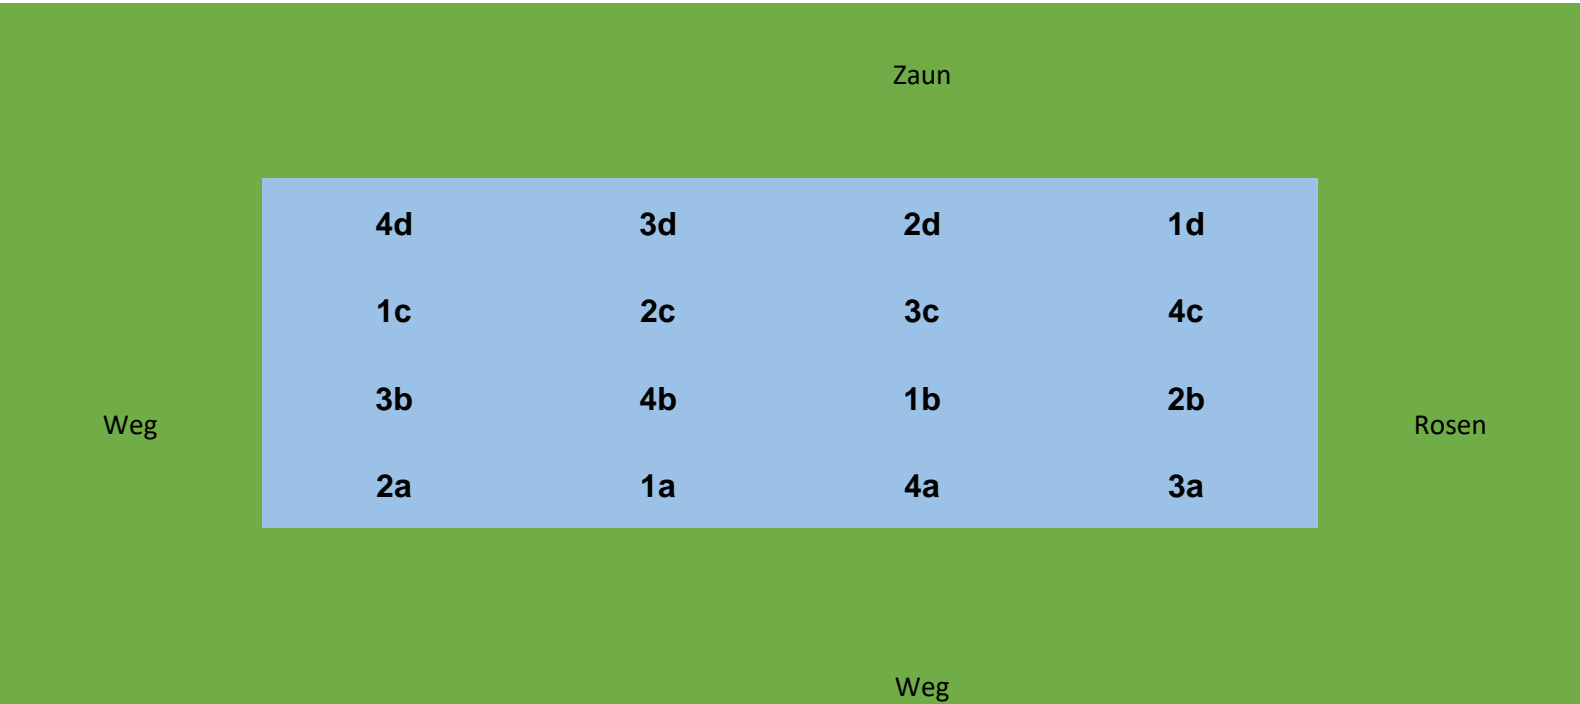 Zaun
4d 3d 2d 1d
1c 2c 3c 4c
3b 4b 1b 2b
Weg Rosen
2a 1a 4a 3a
Weg